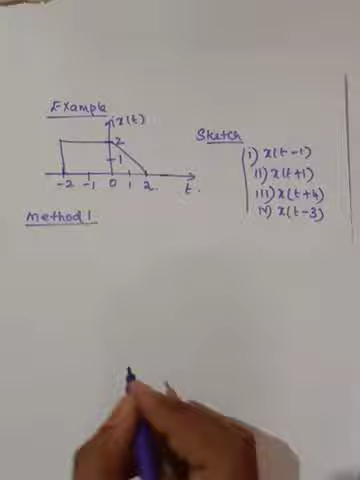 Example
x(t)
2
1
-2 -1 0 1 2 t.
Sketch
i) x(t-1)
ii) x(t+1)
iii) x(t+4)
iv) x(t-3)
Method 1